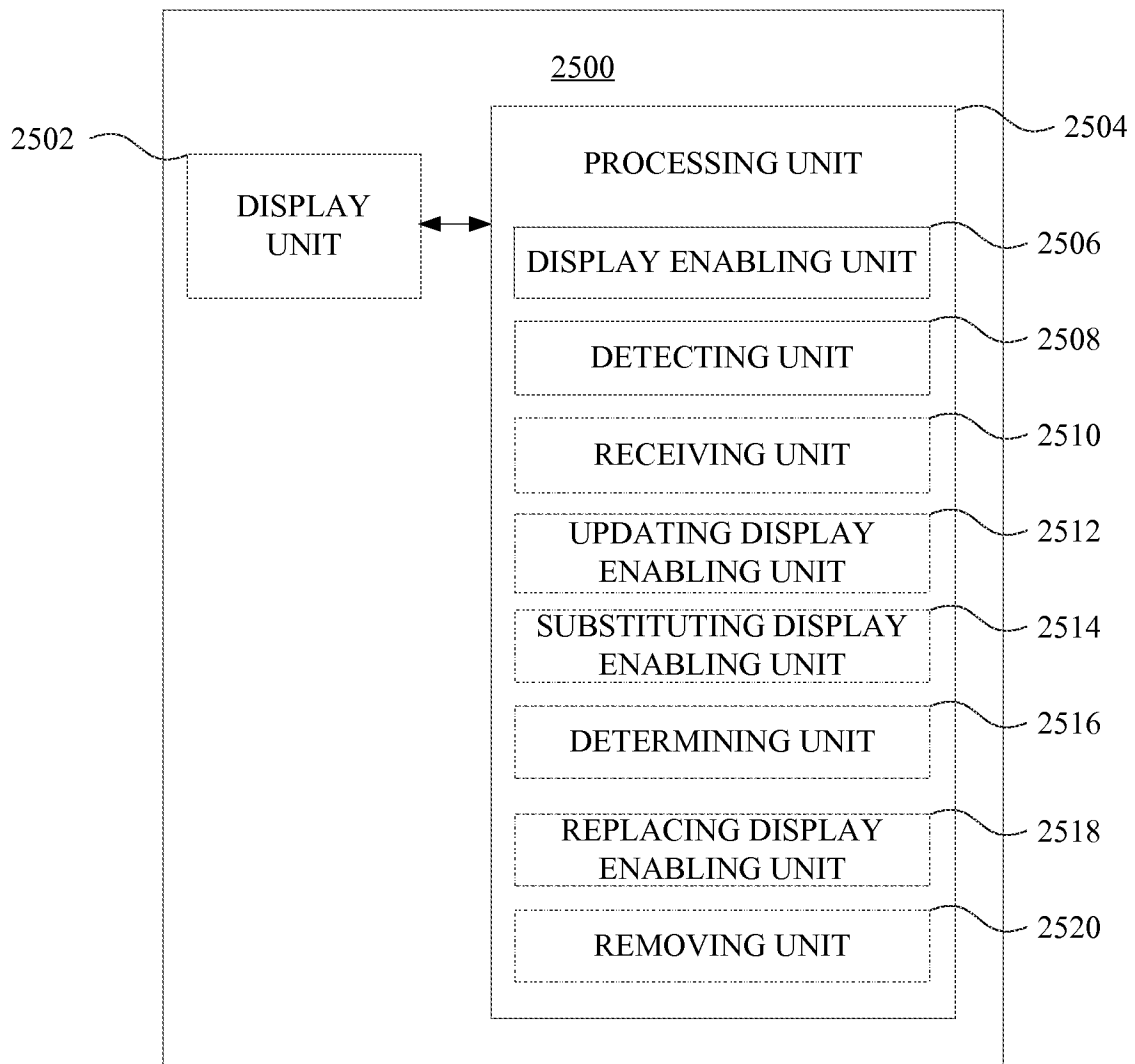 2500
2502
2504
PROCESSING UNIT
DISPLAY
UNIT
DISPLAY ENABLING UNIT
2506
DETECTING UNIT
2508
RECEIVING UNIT
2510
UPDATING DISPLAY
ENABLING UNIT
2512
SUBSTITUTING DISPLAY
ENABLING UNIT
2514
DETERMINING UNIT
2516
REPLACING DISPLAY
ENABLING UNIT
2518
REMOVING UNIT
2520